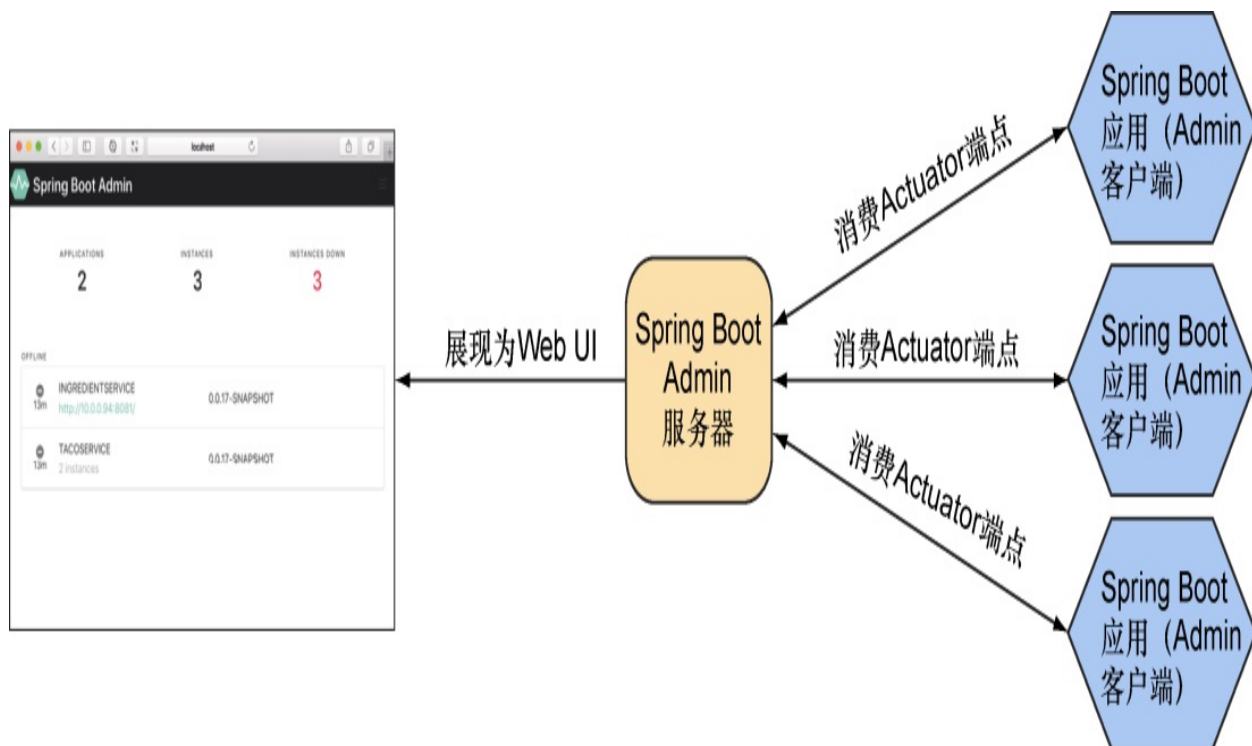 localhost
Spring Boot Admin
APPLICATIONS
2
INSTANCES
3
INSTANCES DOWN
3
OFFLINE
13m
INGREDIENTSERVICE
http://10.0.0.94:8081/
0.0.17-SNAPSHOT
13m
TACOSERVICE
2 instances
0.0.17-SNAPSHOT
展现为Web UI
Spring Boot
Admin
服务器
消费Actuator端点
消费Actuator端点
消费Actuator端点
Spring Boot
应用（Admin
客户端）
Spring Boot
应用（Admin
客户端）
Spring Boot
应用（Admin
客户端）